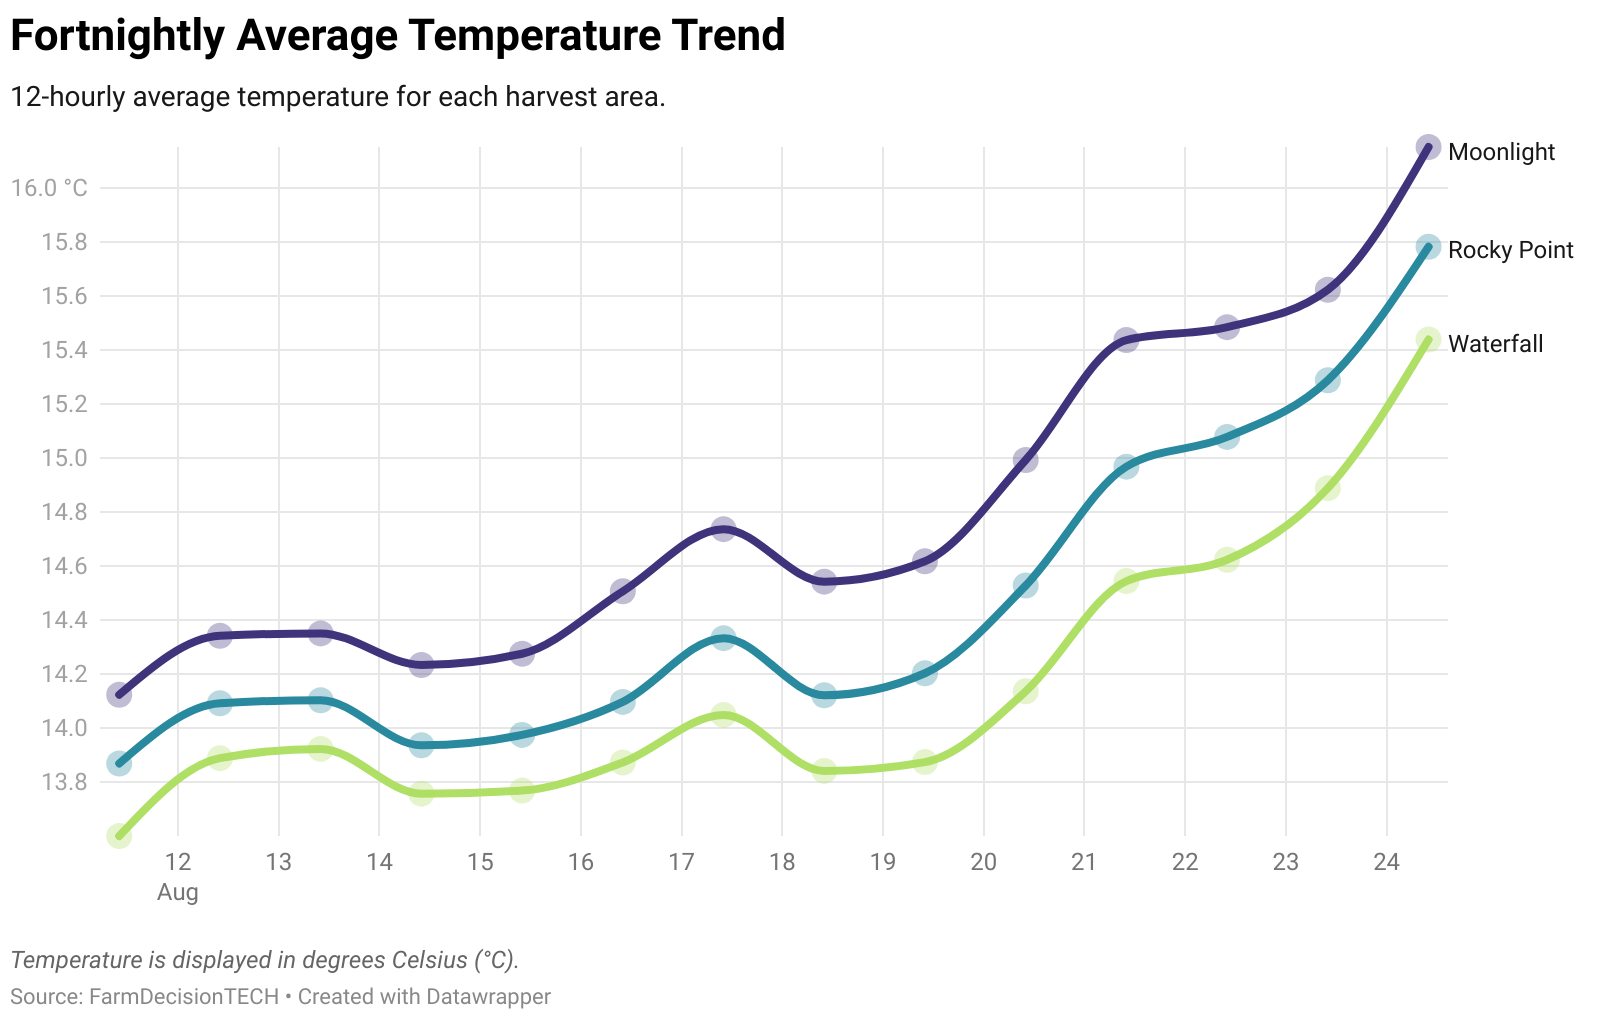 Fortnightly Average Temperature Trend
12-hourly average temperature for each harvest area.
Moonlight
16.0 °C
15.8
Rocky Point
15.6
15.4
Waterfall
15.2
15.0
14.8
14.6
14.4
14.2
14.0
13.8
12 13 14 15 16 17 18 19 20 21 22 23 24
Aug
Temperature is displayed in degrees Celsius (°C).
Source: FarmDecisionTECH • Created with Datawrapper